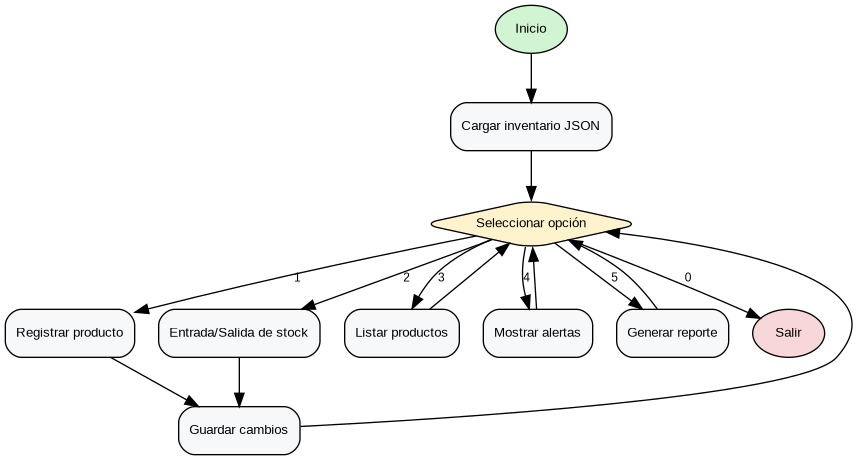 Inicio
Cargar inventario JSON
Seleccionar opción
1
2
3
4
5
0
Registrar producto
Entrada/Salida de stock
Listar productos
Mostrar alertas
Generar reporte
Salir
Guardar cambios